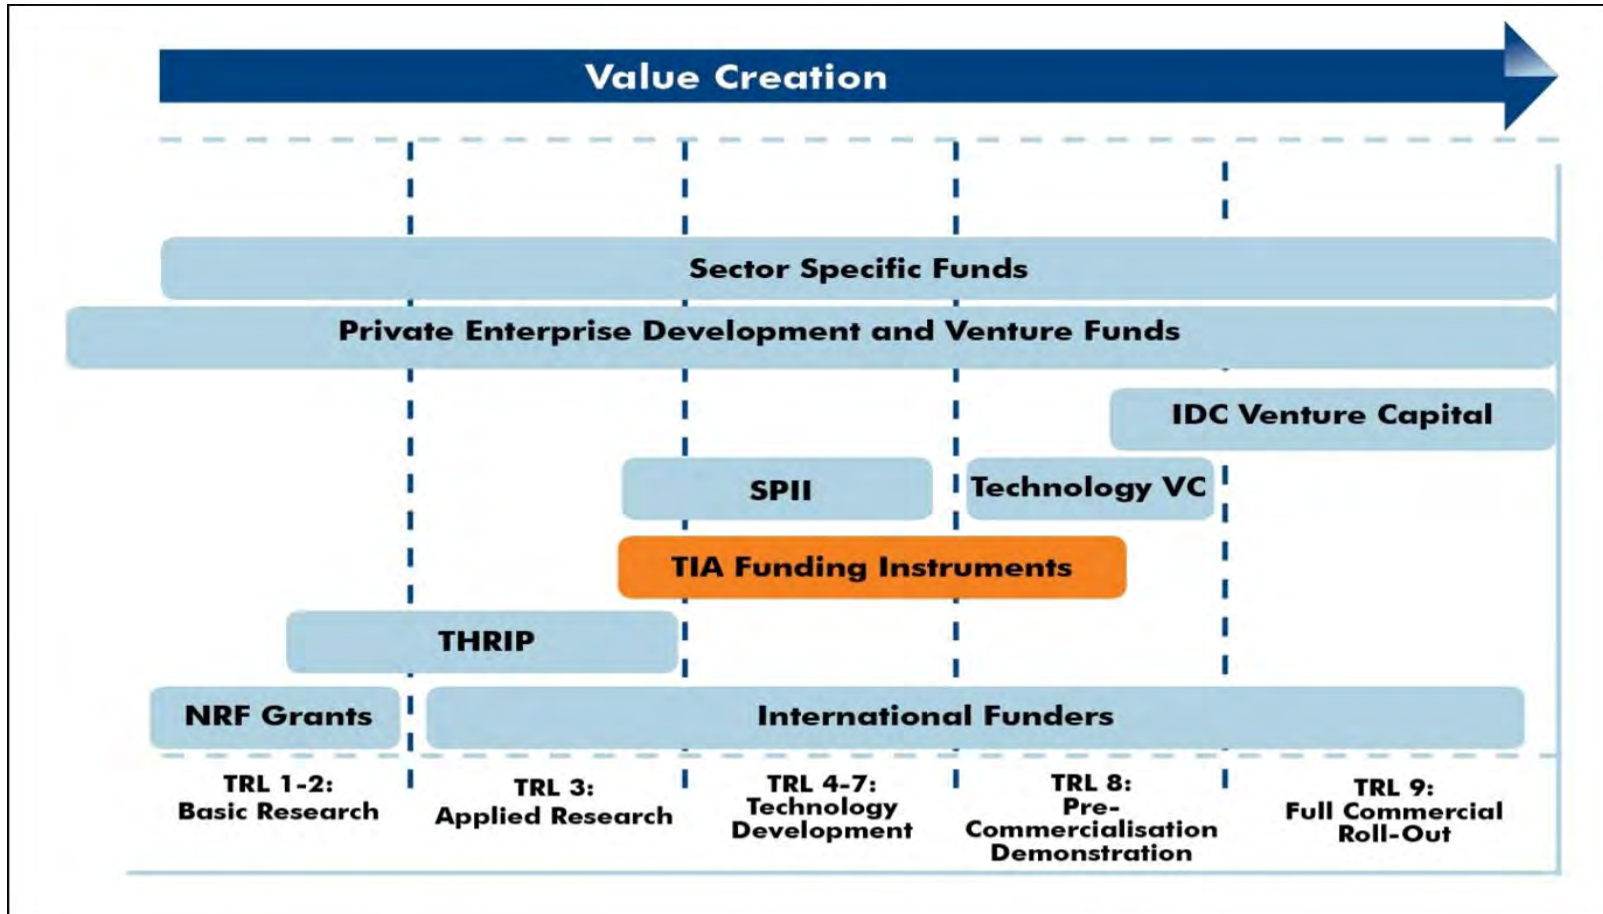 Value Creation
Sector Specific Funds
Private Enterprise Development and Venture Funds
IDC Venture Capital
SPII
Technology VC
TIA Funding Instruments
THRIP
NRF Grants
International Funders
TRL 1-2:
Basic Research
TRL 3:
Applied Research
TRL 4-7:
Technology
Development
TRL 8:
Pre-
Commercialisation
Demonstration
TRL 9:
Full Commercial
Roll-Out